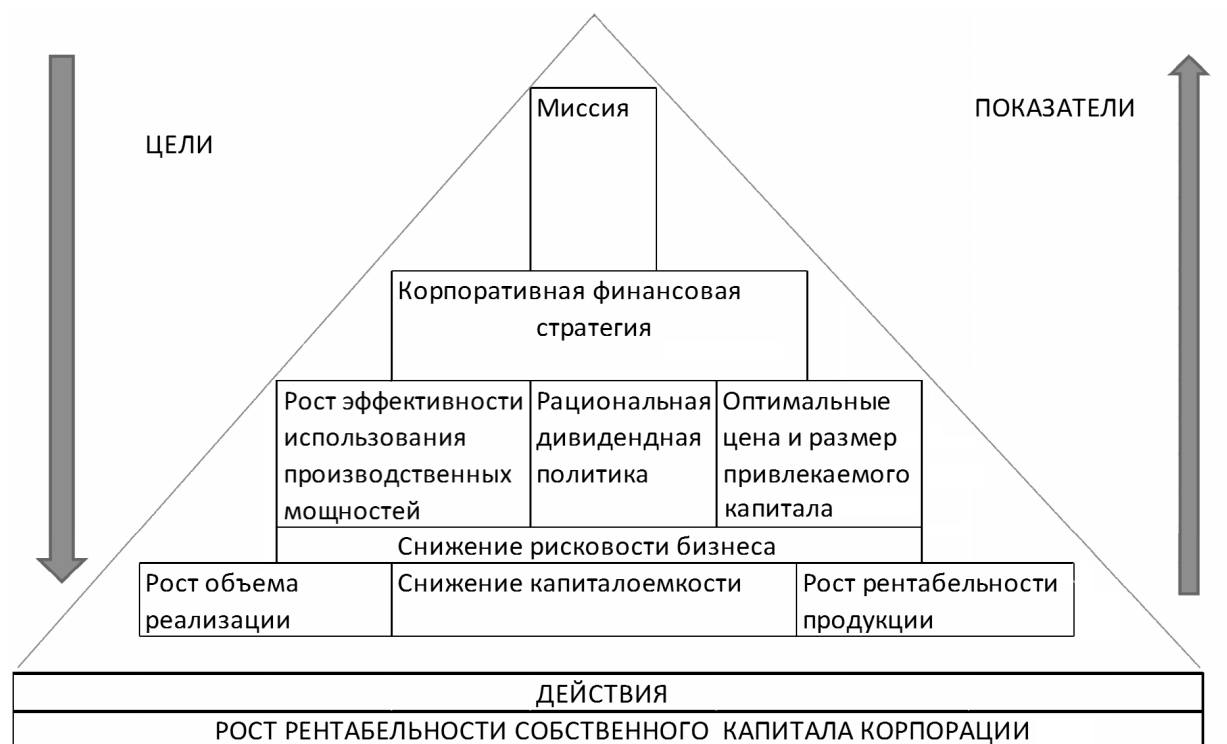 Миссия
ПОКАЗАТЕЛИ
ЦЕЛИ
Корпоративная финансовая
стратегия
Рост эффективности
использования
производственных
мощностей
Рациональная
дивидендная
политика
Оптимальные
цена и размер
привлекаемого
капитала
Снижение рисковости бизнеса
Рост объема
реализации
Снижение капиталоемкости
Рост рентабельности
продукции
ДЕЙСТВИЯ
РОСТ РЕНТАБЕЛЬНОСТИ СОБСТВЕННОГО КАПИТАЛА КОРПОРАЦИИ